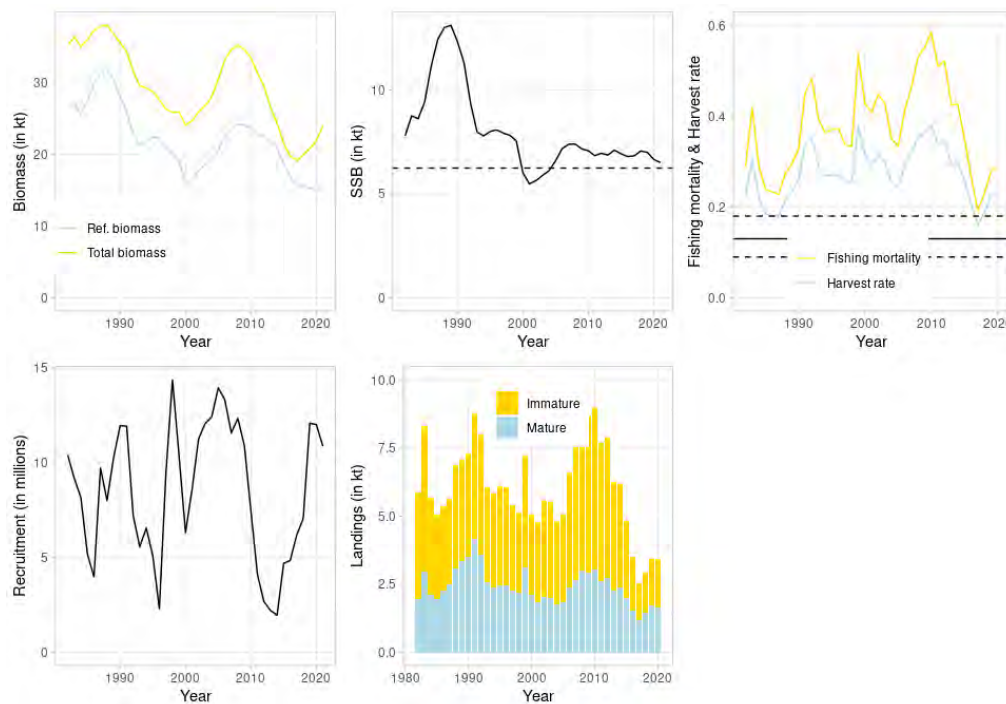 Biomass (in kt)
30
20
10
0
Ref. biomass
Total biomass
1990
2000
2010
2020
Year
SSB (in kt)
10
5
0
1990
2000
2010
2020
Year
Fishing mortality & Harvest rate
0.6
0.4
0.2
0.0
Fishing mortality
Harvest rate
1990
2000
2010
2020
Year
Recruitment (in millions)
15
10
5
0
1990
2000
2010
2020
Year
Landings (in kt)
10.0
7.5
5.0
2.5
0.0
Immature
Mature
1980
1990
2000
2010
2020
Year